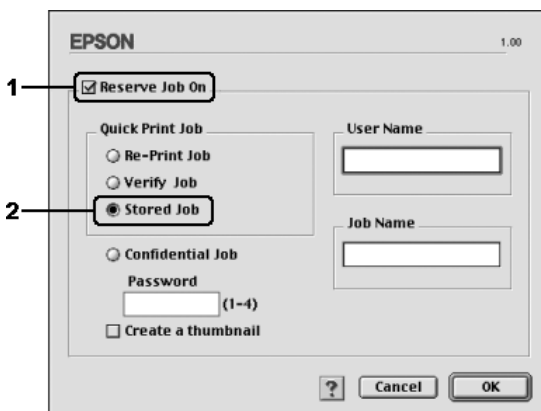 EPSON
1.00
1
Reserve Job On
Quick Print Job
Re-Print Job
Verify Job
2
Stored Job
Confidential Job
Password
(1-4)
Create a thumbnail
User Name
Job Name
?
Cancel
OK